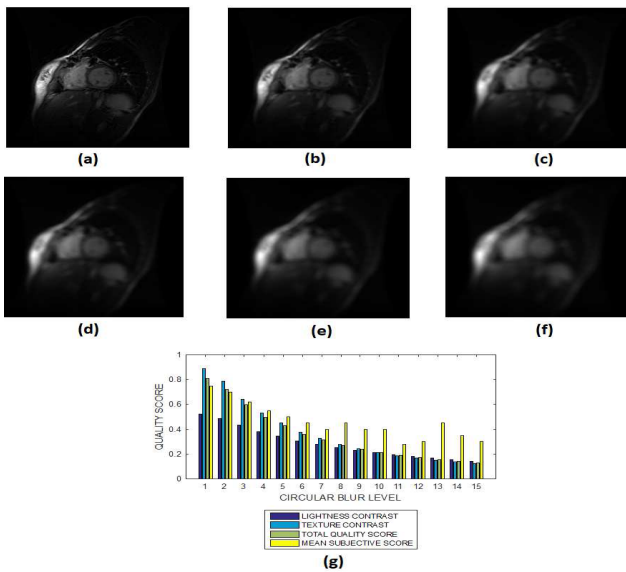 (a)
(b)
(c)
(d)
(e)
(f)
1
0.8
0.6
0.4
0.2
0
QUALITY SCORE
1 2 3 4 5 6 7 8 9 10 11 12 13 14 15
CIRCULAR BLUR LEVEL
LIGHTNESS CONTRAST
TEXTURE CONTRAST
TOTAL QUALITY SCORE
MEAN SUBJECTIVE SCORE
(g)